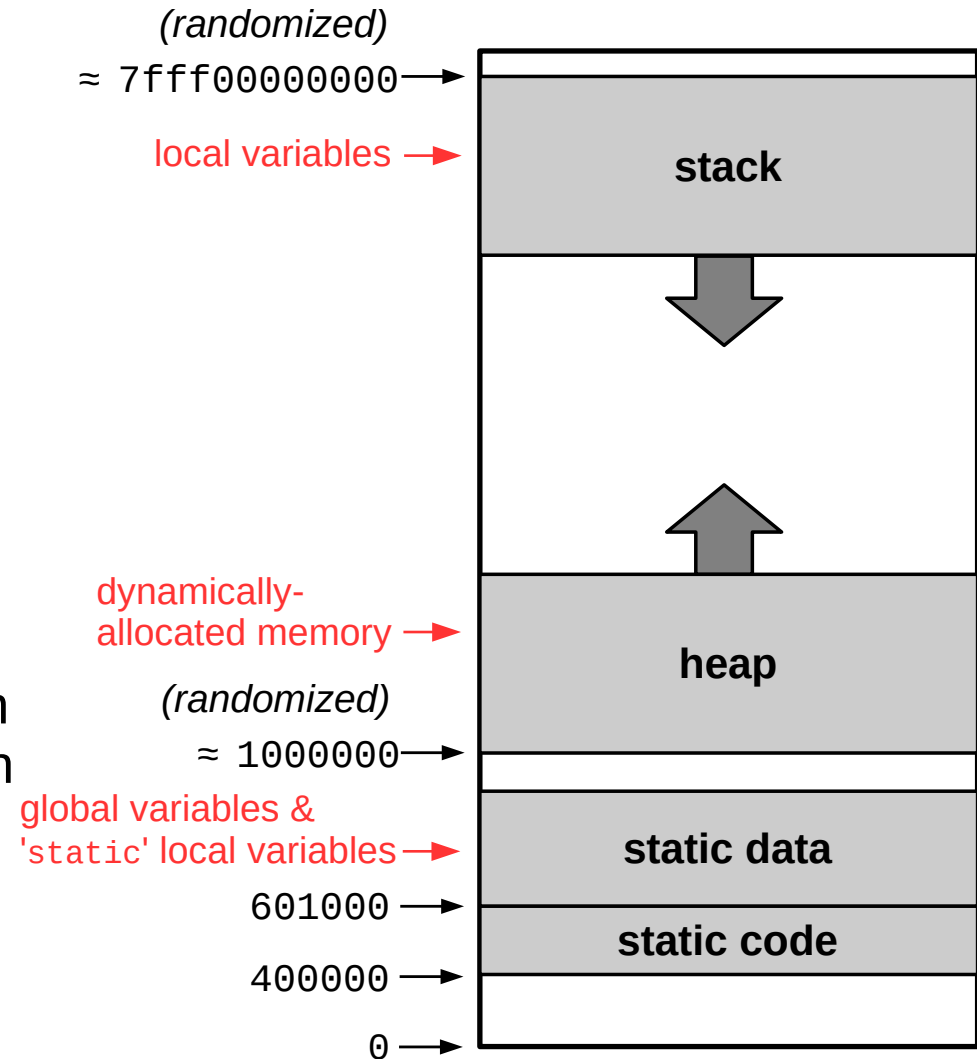 (randomized)
≈ 7fff00000000
local variables
stack
dynamically-
allocated memory
heap
(randomized)
≈ 1000000
global variables &
'static' local variables
static data
601000
static code
400000
0